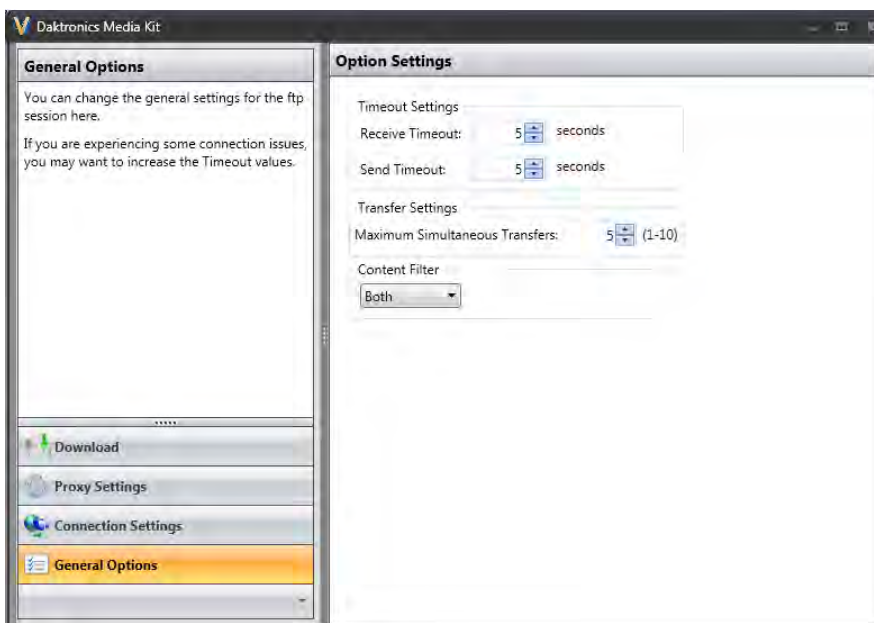 Daktronics Media Kit
General Options
You can change the general settings for the ftp
session here.
If you are experiencing some connection issues,
you may want to increase the Timeout values.
Download
Proxy Settings
Connection Settings
General Options
Option Settings
Timeout Settings
Receive Timeout: 5 seconds
Send Timeout: 5 seconds
Transfer Settings
Maximum Simultaneous Transfers: 5 (1-10)
Content Filter
Both